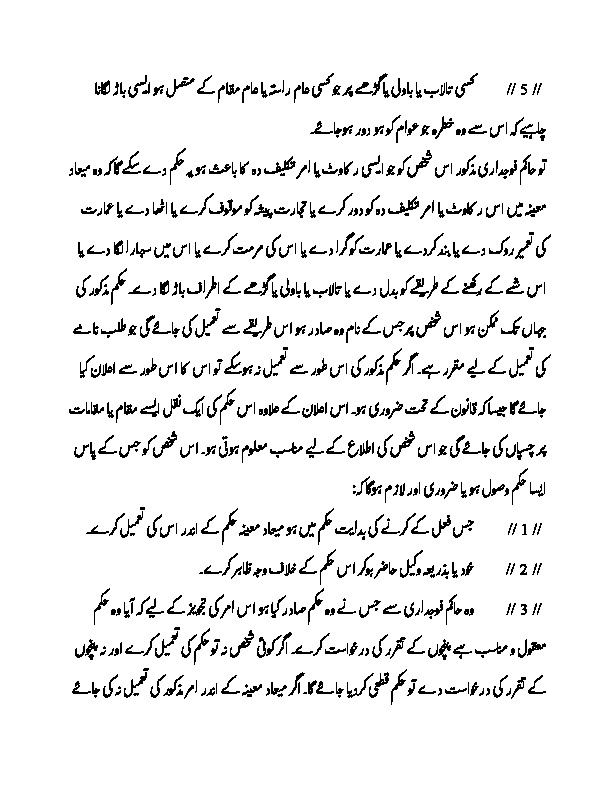 // 5 // کسی تالاب یا باولی یا گڑھے پر جو کسی عام راستہ یا عام مقام کے متصل ہو ایسی باڑ لگانا
چاہیے کہ اس سے وہ خطرہ جو عوام کو ہو دور ہو جائے۔
تو حاکم فوجداری مذکور اس شخص کو جو ایسی رکاوٹ یا امر تکلیف دہ کا باعث ہو یہ حکم دے سکے گا کہ وہ میعاد
معینہ میں اس رکاوٹ یا امر تکلیف دہ کو دور کرے یا تجارت پیشہ کو موقوف کرے یا اٹھا دے یا عمارت
کی تعمیر روک دے یا بند کر دے یا عمارت کو گرا دے یا اس کی مرمت کرے یا اس میں سہارا لگا دے یا
اس شئے کے رکھنے کے طریقے کو بدل دے یا تالاب یا باولی یا گڑھے کے اطراف باڑ لگا دے۔ حکم مذکور کی
جہاں تک ممکن ہو اس شخص پر جس کے نام وہ صادر ہو اس طریقے سے تعمیل کی جائے گی جو طلب نامے
کی تعمیل کے لیے مقرر ہے۔ اگر حکم مذکور کی اس طور سے تعمیل نہ ہو سکے تو اس کا اس طور سے اعلان کیا
جائے گا جیسا کہ قانون کے تحت ضروری ہو۔ اس اعلان کے علاوہ اس حکم کی ایک نقل ایسے مقام یا مقامات
پر چسپاں کی جائے گی جو اس شخص کی اطلاع کے لیے مناسب معلوم ہوتی ہو۔ اس شخص کو جس کے پاس
ایسا حکم وصول ہو یا ضروری اور لازم ہوگا کہ:
// 1 // جس فعل کے کرنے کی ہدایت حکم میں ہو میعاد معینہ حکم کے اندر اس کی تعمیل کرے۔
// 2 // خود یا بذریعہ وکیل حاضر ہو کر اس حکم کے خلاف وجہ ظاہر کرے۔
// 3 // وہ حاکم فوجداری سے جس نے وہ حکم صادر کیا ہو اس امر کی تجویز کے لیے کہ آیا وہ حکم
معقول و مناسب ہے پنچوں کے تقرر کی درخواست کرے۔ اگر کوئی شخص نہ تو حکم کی تعمیل کرے اور نہ پنچوں
کے تقرر کی درخواست دے تو حکم قطعی کر دیا جائے گا۔ اگر میعاد معینہ کے اندر امر مذکور کی تعمیل نہ کی جائے